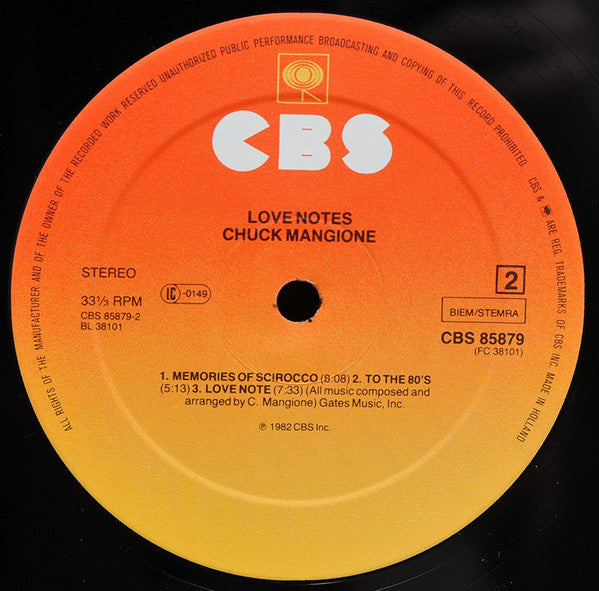 ALL RIGHTS OF THE MANUFACTURER AND OF THE OWNER OF THE RECORDED WORK RESERVED UNAUTHORIZED PUBLIC PERFORMANCE BROADCASTING AND COPYING OF THIS RECORD PROHIBITED
CBS & ARE REG. TRADEMARKS OF CBS INC. MADE IN HOLLAND
CBS
LOVE NOTES
CHUCK MANGIONE
STEREO
33⅓ RPM
CBS 85879-2
BL 38101
LC-0149
2
BIEM/STEMRA
CBS 85879
(FC 38101)
1. MEMORIES OF SCIROCCO (8:08) 2. TO THE 80'S
(5:13) 3. LOVE NOTE (7:33) (All music composed and
arranged by C. Mangione) Gates Music, Inc.
℗ 1982 CBS Inc.